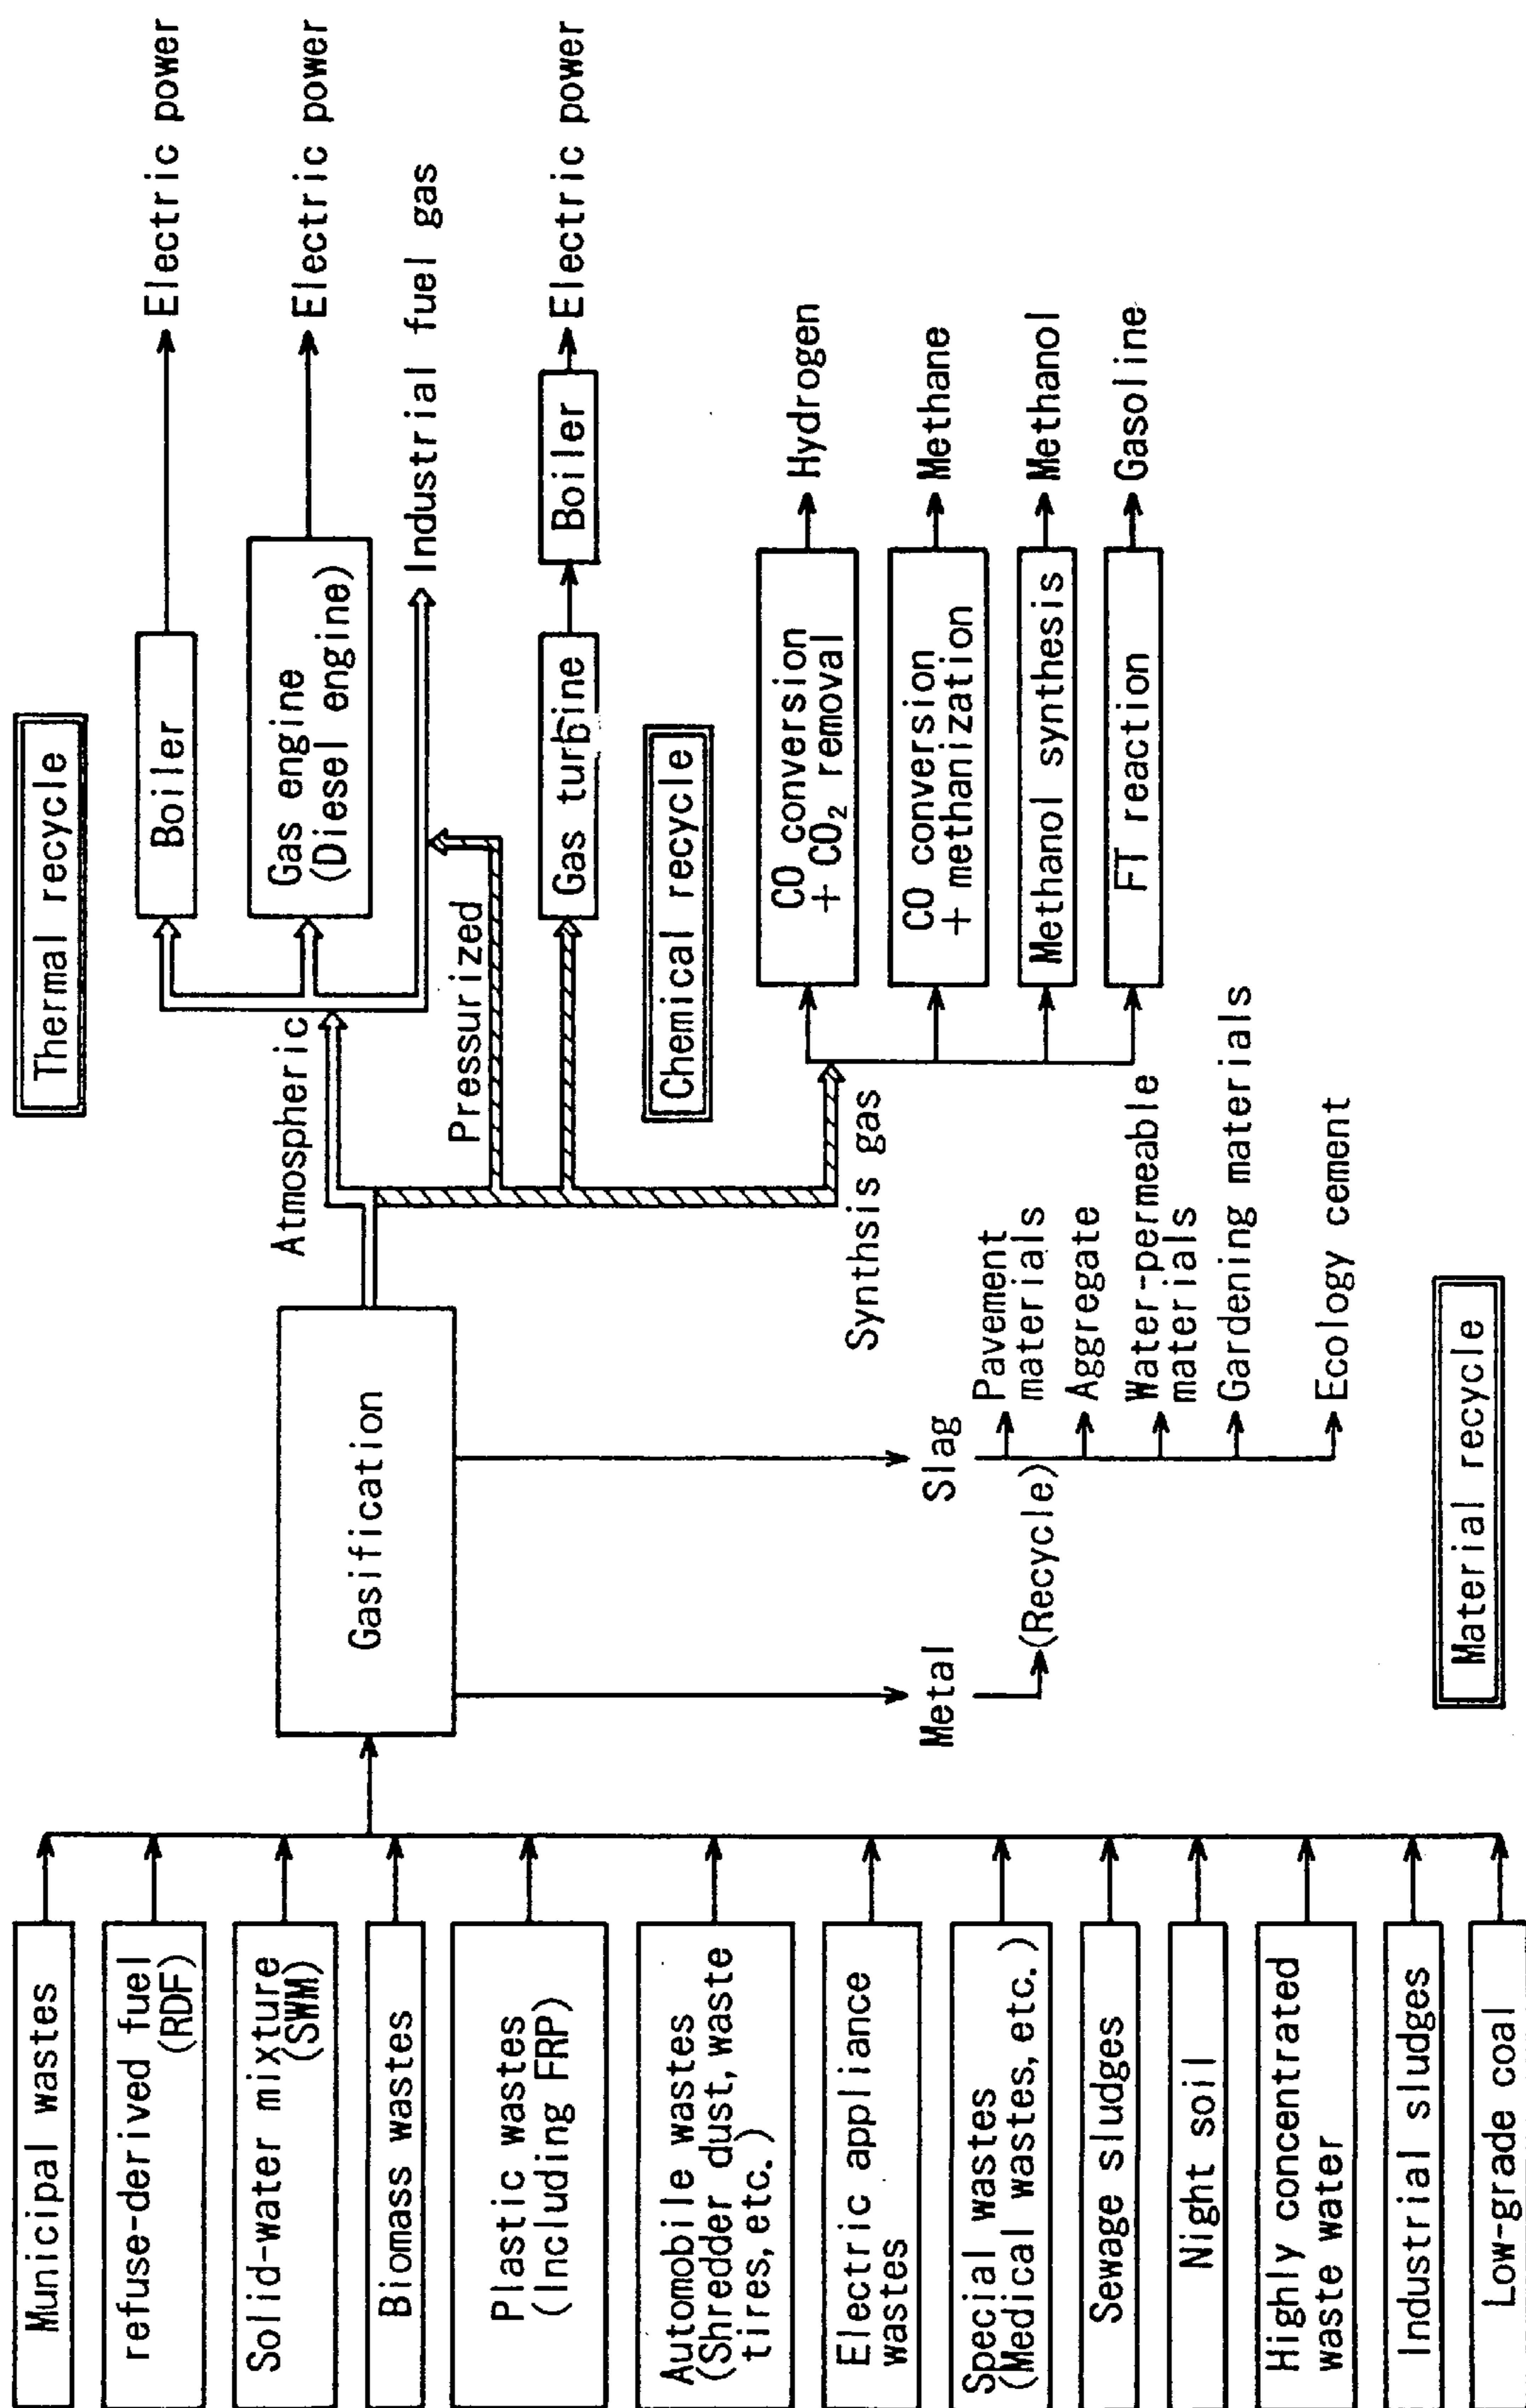 Municipal wastes
refuse-derived fuel
(RDF)
Solid-water mixture
(SWM)
Biomass wastes
Plastic wastes
(Including FRP)
Automobile wastes
(Shredder dust, waste
tires, etc.)
Electric appliance
wastes
Special wastes
(Medical wastes, etc.)
Sewage sludges
Night soil
Highly concentrated
waste water
Industrial sludges
Low-grade coal
Gasification
Metal
(Recycle)
Slag
Pavement
materials
Aggregate
Water-permeable
materials
Gardening materials
Ecology cement
Material recycle
Thermal recycle
Atmospheric
Boiler
Electric power
Gas engine
(Diesel engine)
Electric power
Industrial fuel gas
Pressurized
Gas turbine
Boiler
Electric power
Chemical recycle
Synthsis gas
CO conversion
+ CO₂ removal
Hydrogen
CO conversion
+ methanization
Methane
Methanol synthesis
Methanol
FT reaction
Gasoline